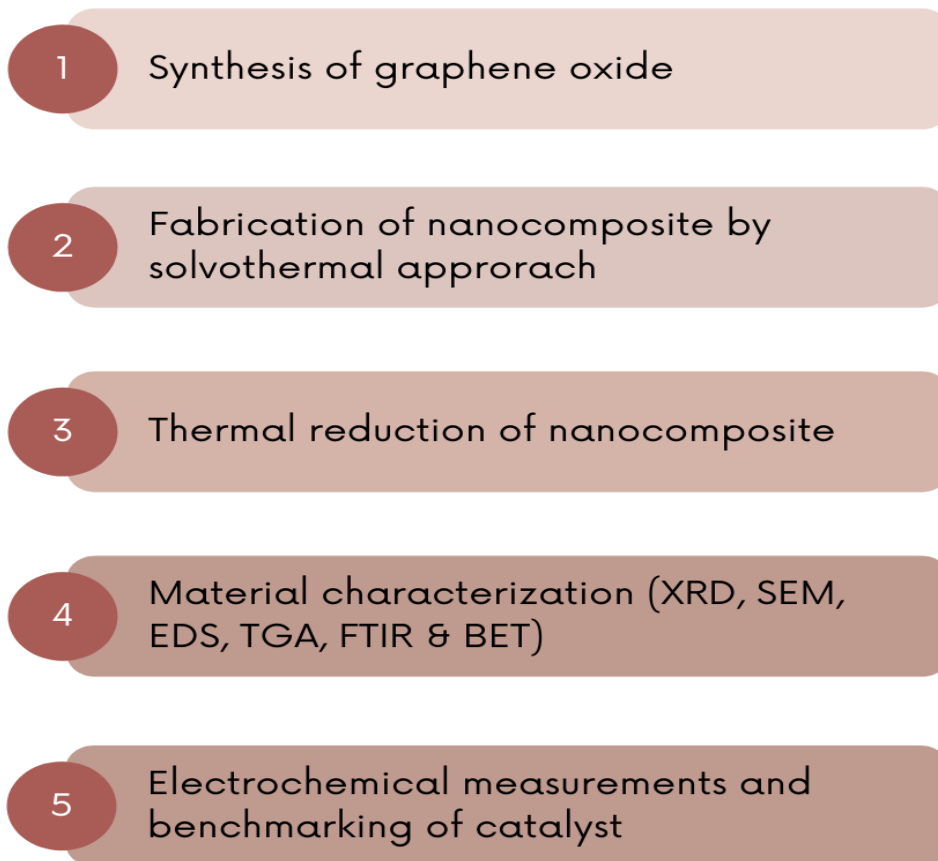 1
Synthesis of graphene oxide
2
Fabrication of nanocomposite by
solvothermal approrach
3
Thermal reduction of nanocomposite
4
Material characterization (XRD, SEM,
EDS, TGA, FTIR & BET)
5
Electrochemical measurements and
benchmarking of catalyst